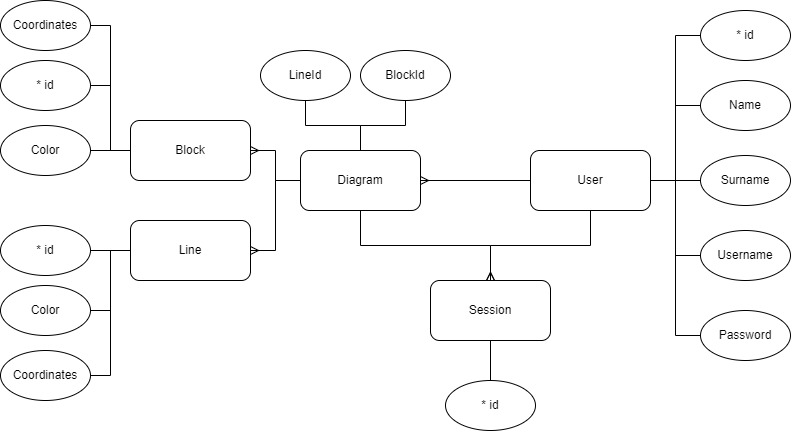 Coordinates
* id
* id
LineId
BlockId
Name
Color
Block
Diagram
User
Surname
* id
Line
Username
Color
Session
Password
Coordinates
* id